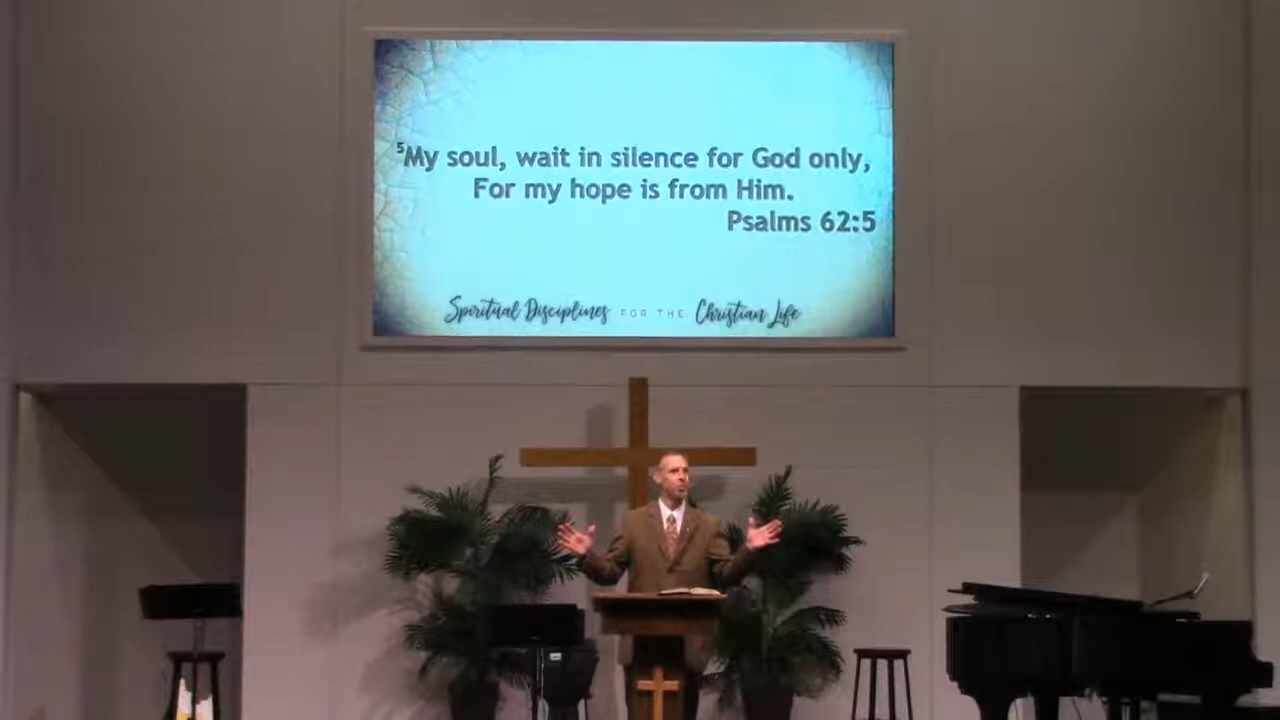 ⁵My soul, wait in silence for God only,
For my hope is from Him.
Psalms 62:5
Spiritual Disciplines FOR THE Christian Life